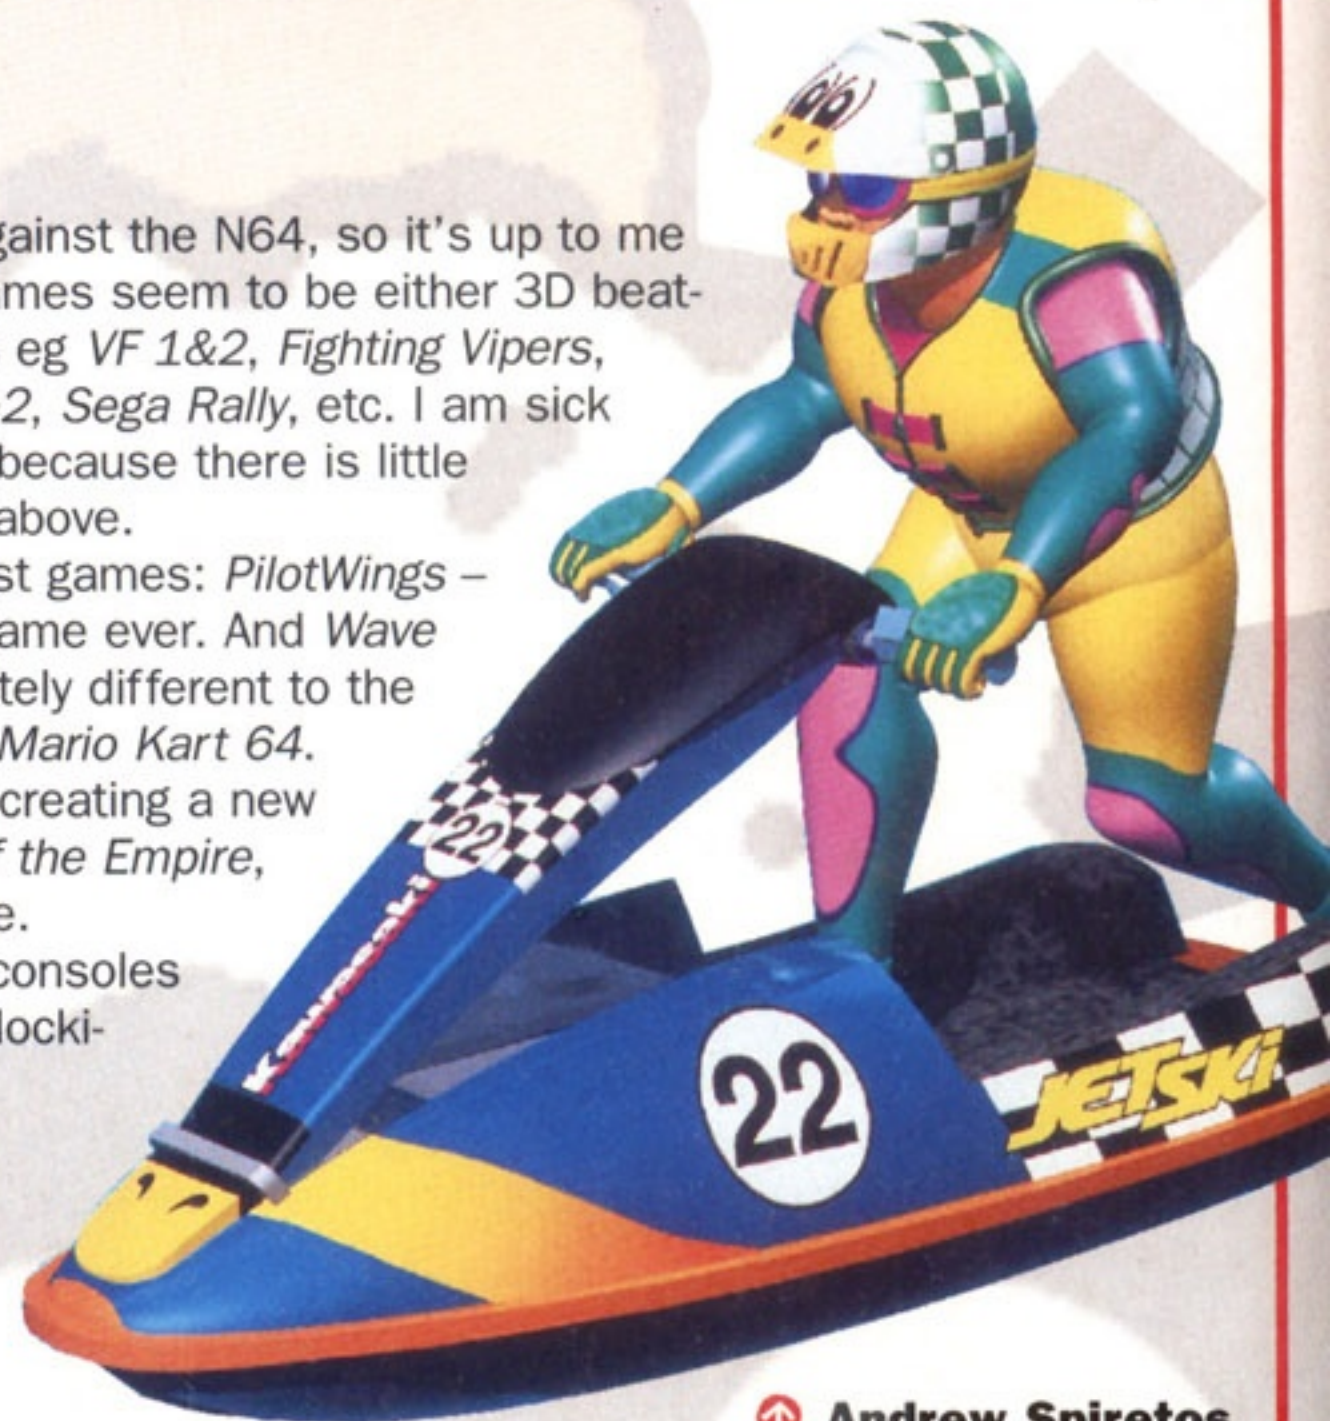 gainst the N64, so it's up to me
mes seem to be either 3D beat-
eg VF 1&2, Fighting Vipers,
2, Sega Rally, etc. I am sick
because there is little
above.
st games: PilotWings –
ame ever. And Wave
tely different to the
Mario Kart 64.
creating a new
f the Empire,
e.
consoles
locki-
22
Kawasaki
22
JETSKI
Andrew Spiretos